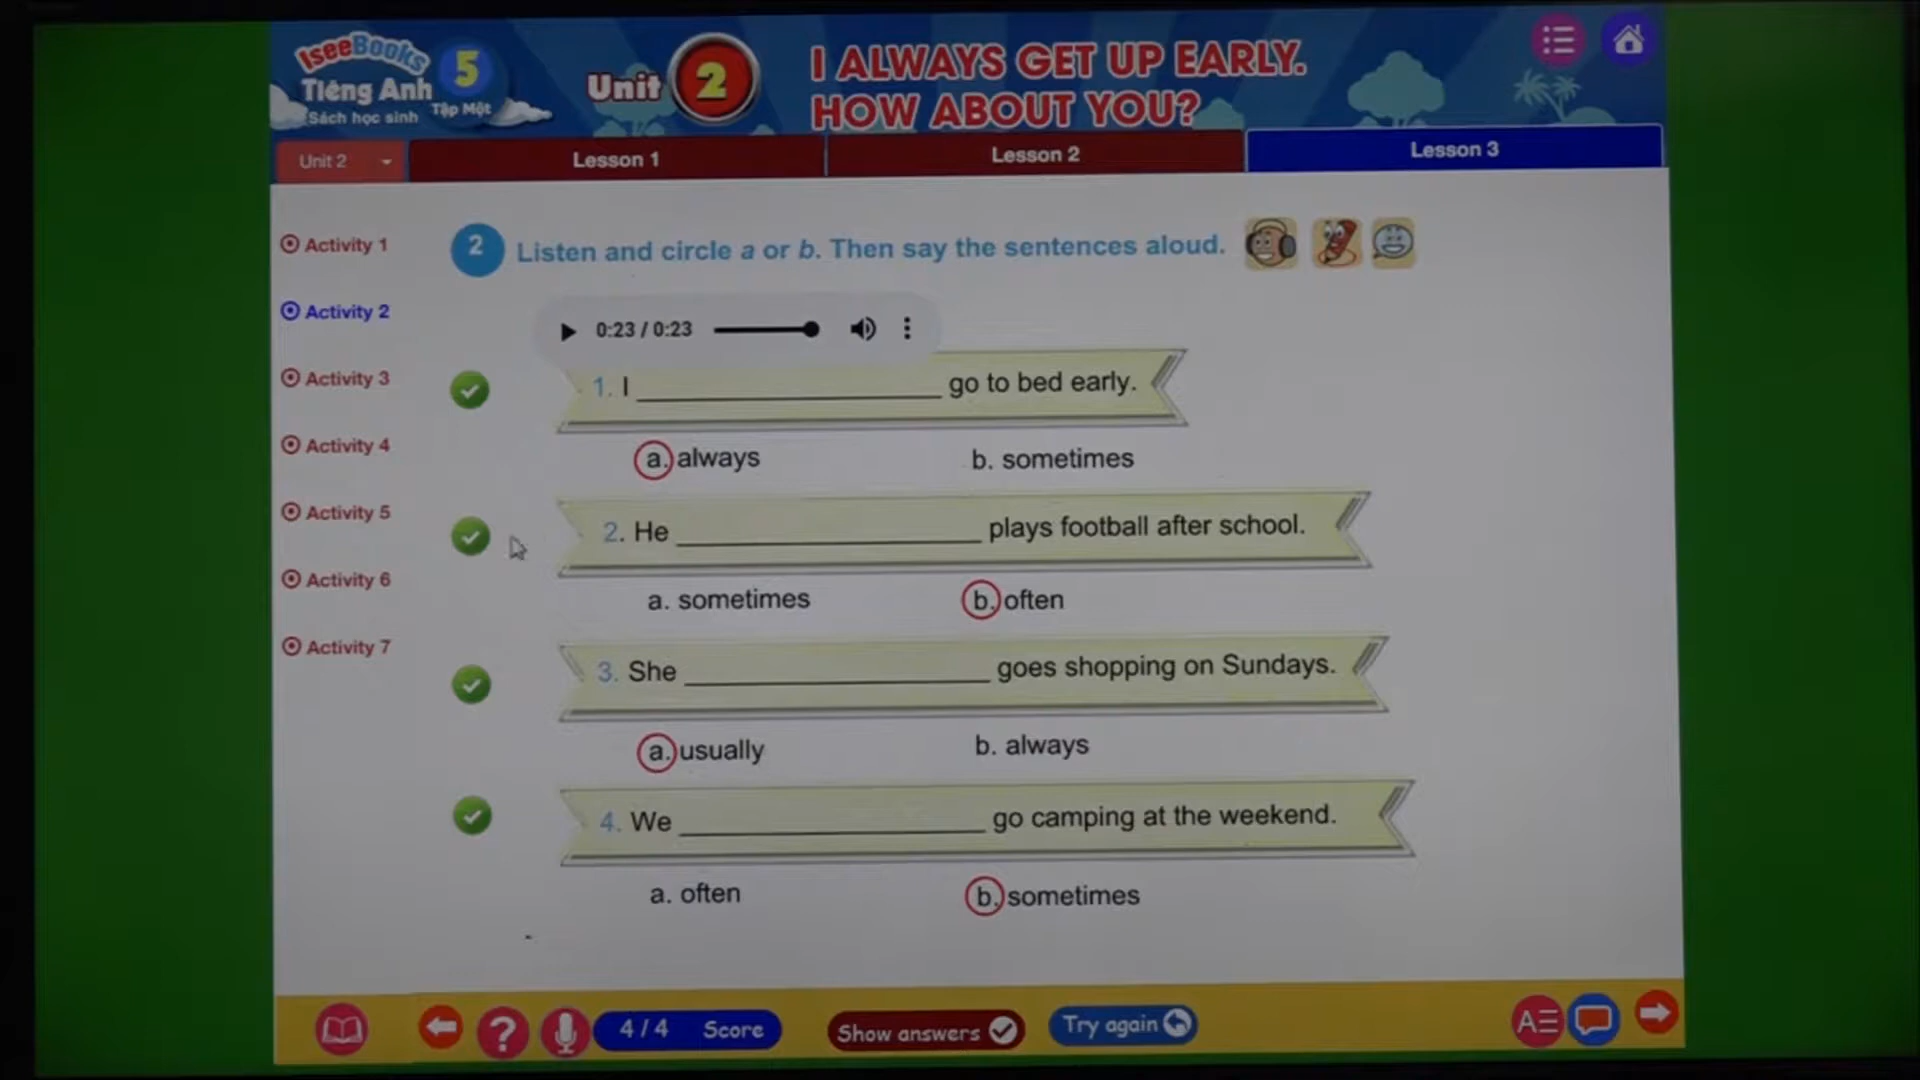 IseeBooks
Tiếng Anh 5
Sách học sinh Tập Một
Unit 2
I ALWAYS GET UP EARLY.
HOW ABOUT YOU?
Unit 2
Lesson 1
Lesson 2
Lesson 3
Activity 1
Activity 2
Activity 3
Activity 4
Activity 5
Activity 6
Activity 7
2 Listen and circle a or b. Then say the sentences aloud.
0:23 / 0:23
1. I ____________________ go to bed early.
a. always b. sometimes
2. He ____________________ plays football after school.
a. sometimes b. often
3. She ____________________ goes shopping on Sundays.
a. usually b. always
4. We ____________________ go camping at the weekend.
a. often b. sometimes
?
4 / 4 Score
Show answers
Try again
A